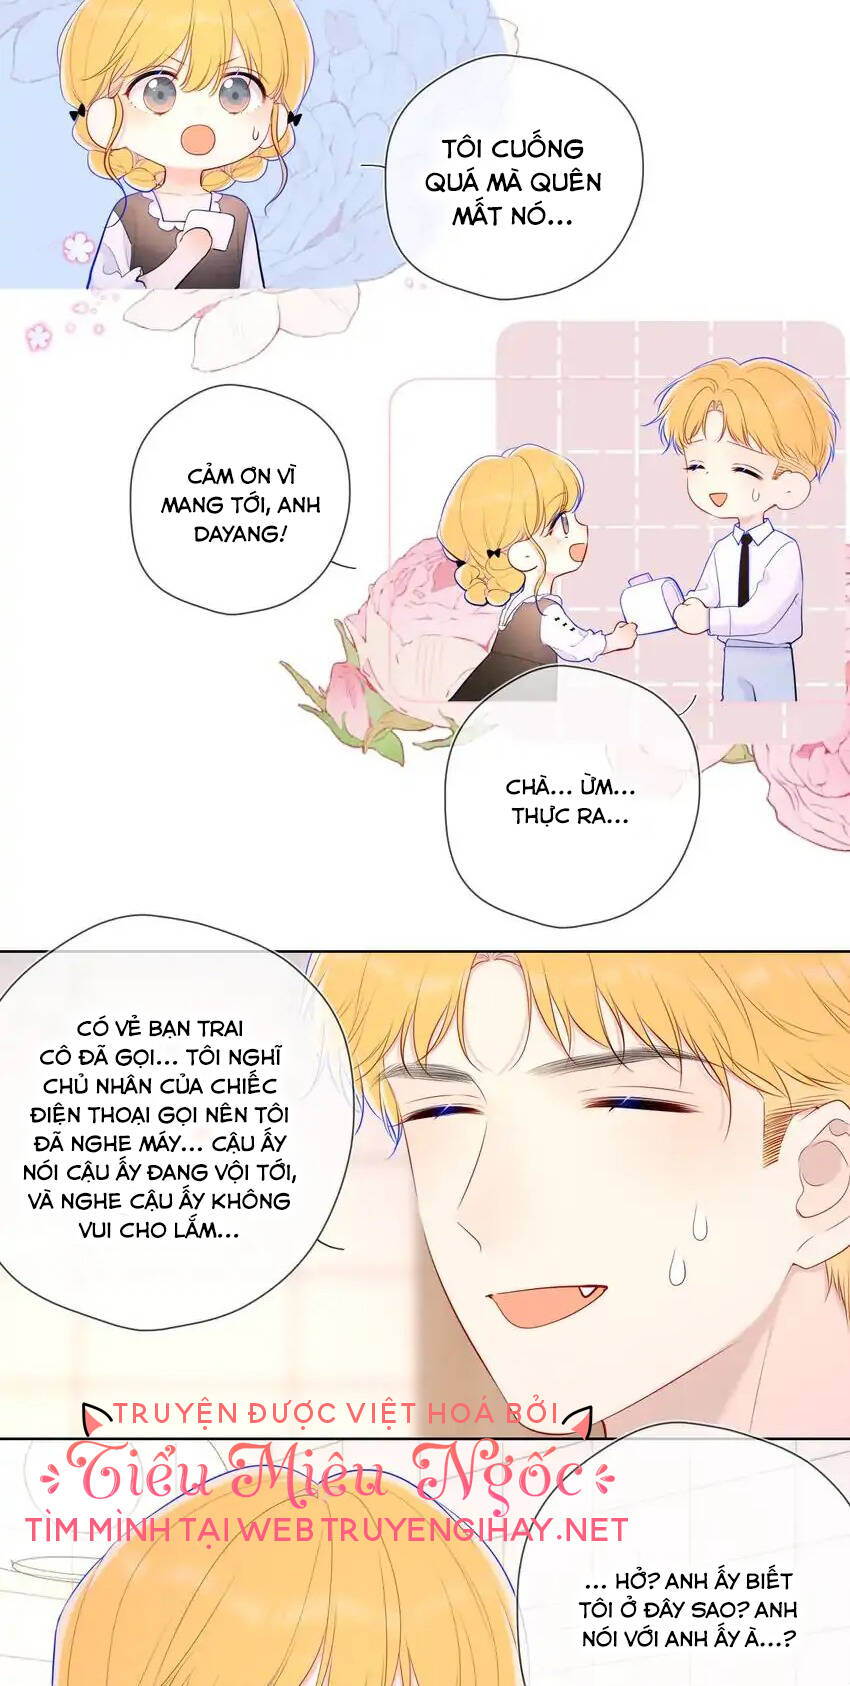 TÔI CUỐNG
QUÁ MÀ QUÊN
MẤT NÓ...
CẢM ƠN VÌ
MANG TỚI, ANH
DAYANG!
CHÀ... ỪM...
THỰC RA...
CÓ VẺ BẠN TRAI
CÔ ĐÃ GỌI... TÔI NGHĨ
CHỦ NHÂN CỦA CHIẾC
ĐIỆN THOẠI GỌI NÊN TÔI
ĐÃ NGHE MÁY... CẬU ẤY
NÓI CẬU ẤY ĐANG VỘI TỚI,
VÀ NGHE CẬU ẤY KHÔNG
VUI CHO LẮM...
TRUYỆN ĐƯỢC VIỆT HOÁ BỞI
TIỂU MIÊU NGỐC
TÌM MÌNH TẠI WEB TRUYENGIHAY.NET
... HỞ? ANH ẤY BIẾT
TÔI Ở ĐÂY SAO? ANH
NÓI VỚI ANH ẤY À...?